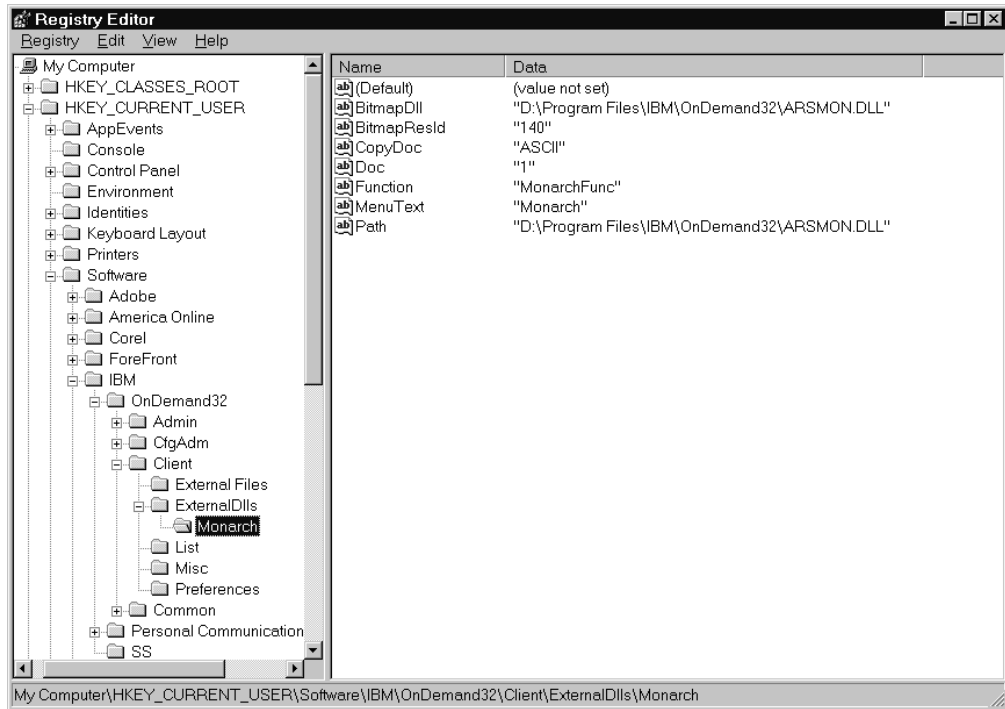 Registry Editor
Registry Edit View Help
My Computer
HKEY_CLASSES_ROOT
HKEY_CURRENT_USER
AppEvents
Console
Control Panel
Environment
Identities
Keyboard Layout
Printers
Software
Adobe
America Online
Corel
ForeFront
IBM
OnDemand32
Admin
CfgAdm
Client
External Files
ExternalDlls
Monarch
List
Misc
Preferences
Common
Personal Communication
SS
Name Data
(Default) (value not set)
BitmapDll "D:\Program Files\IBM\OnDemand32\ARSMON.DLL"
BitmapResId "140"
CopyDoc "ASCII"
Doc "1"
Function "MonarchFunc"
MenuText "Monarch"
Path "D:\Program Files\IBM\OnDemand32\ARSMON.DLL"
My Computer\HKEY_CURRENT_USER\Software\IBM\OnDemand32\Client\ExternalDlls\Monarch